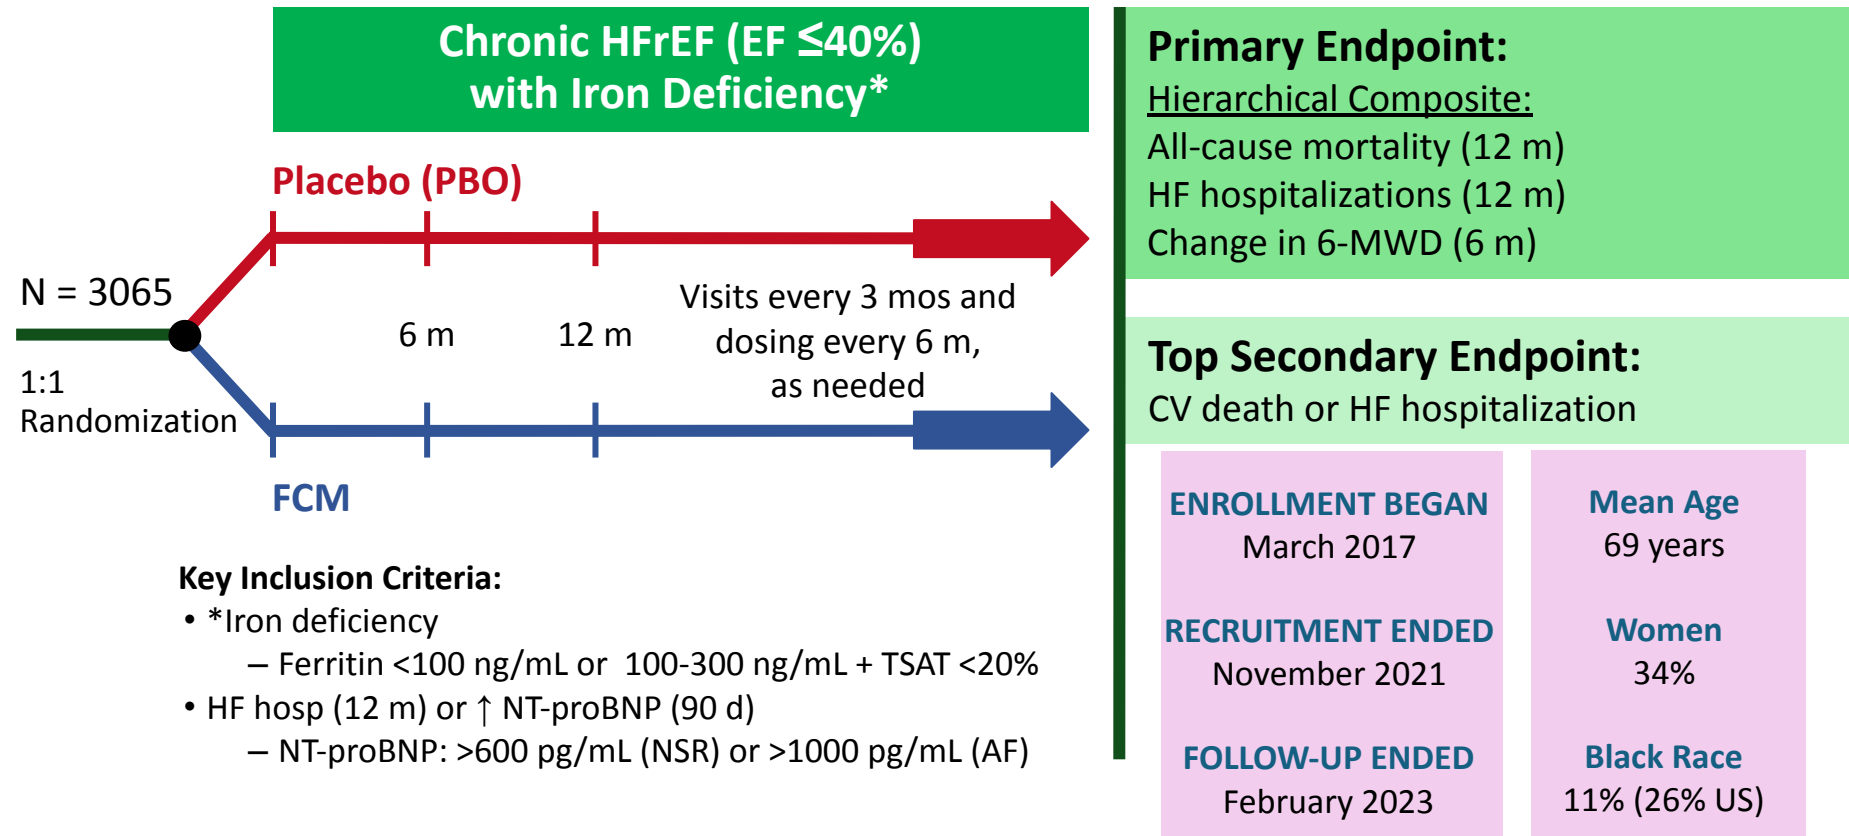 Chronic HFrEF (EF ≤40%)
with Iron Deficiency*
Placebo (PBO)
N = 3065
1:1
Randomization
6 m
12 m
Visits every 3 mos and
dosing every 6 m,
as needed
FCM
Key Inclusion Criteria:
• *Iron deficiency
– Ferritin <100 ng/mL or 100-300 ng/mL + TSAT <20%
• HF hosp (12 m) or ↑ NT-proBNP (90 d)
– NT-proBNP: >600 pg/mL (NSR) or >1000 pg/mL (AF)
Primary Endpoint:
Hierarchical Composite:
All-cause mortality (12 m)
HF hospitalizations (12 m)
Change in 6-MWD (6 m)
Top Secondary Endpoint:
CV death or HF hospitalization
ENROLLMENT BEGAN
March 2017
RECRUITMENT ENDED
November 2021
FOLLOW-UP ENDED
February 2023
Mean Age
69 years
Women
34%
Black Race
11% (26% US)